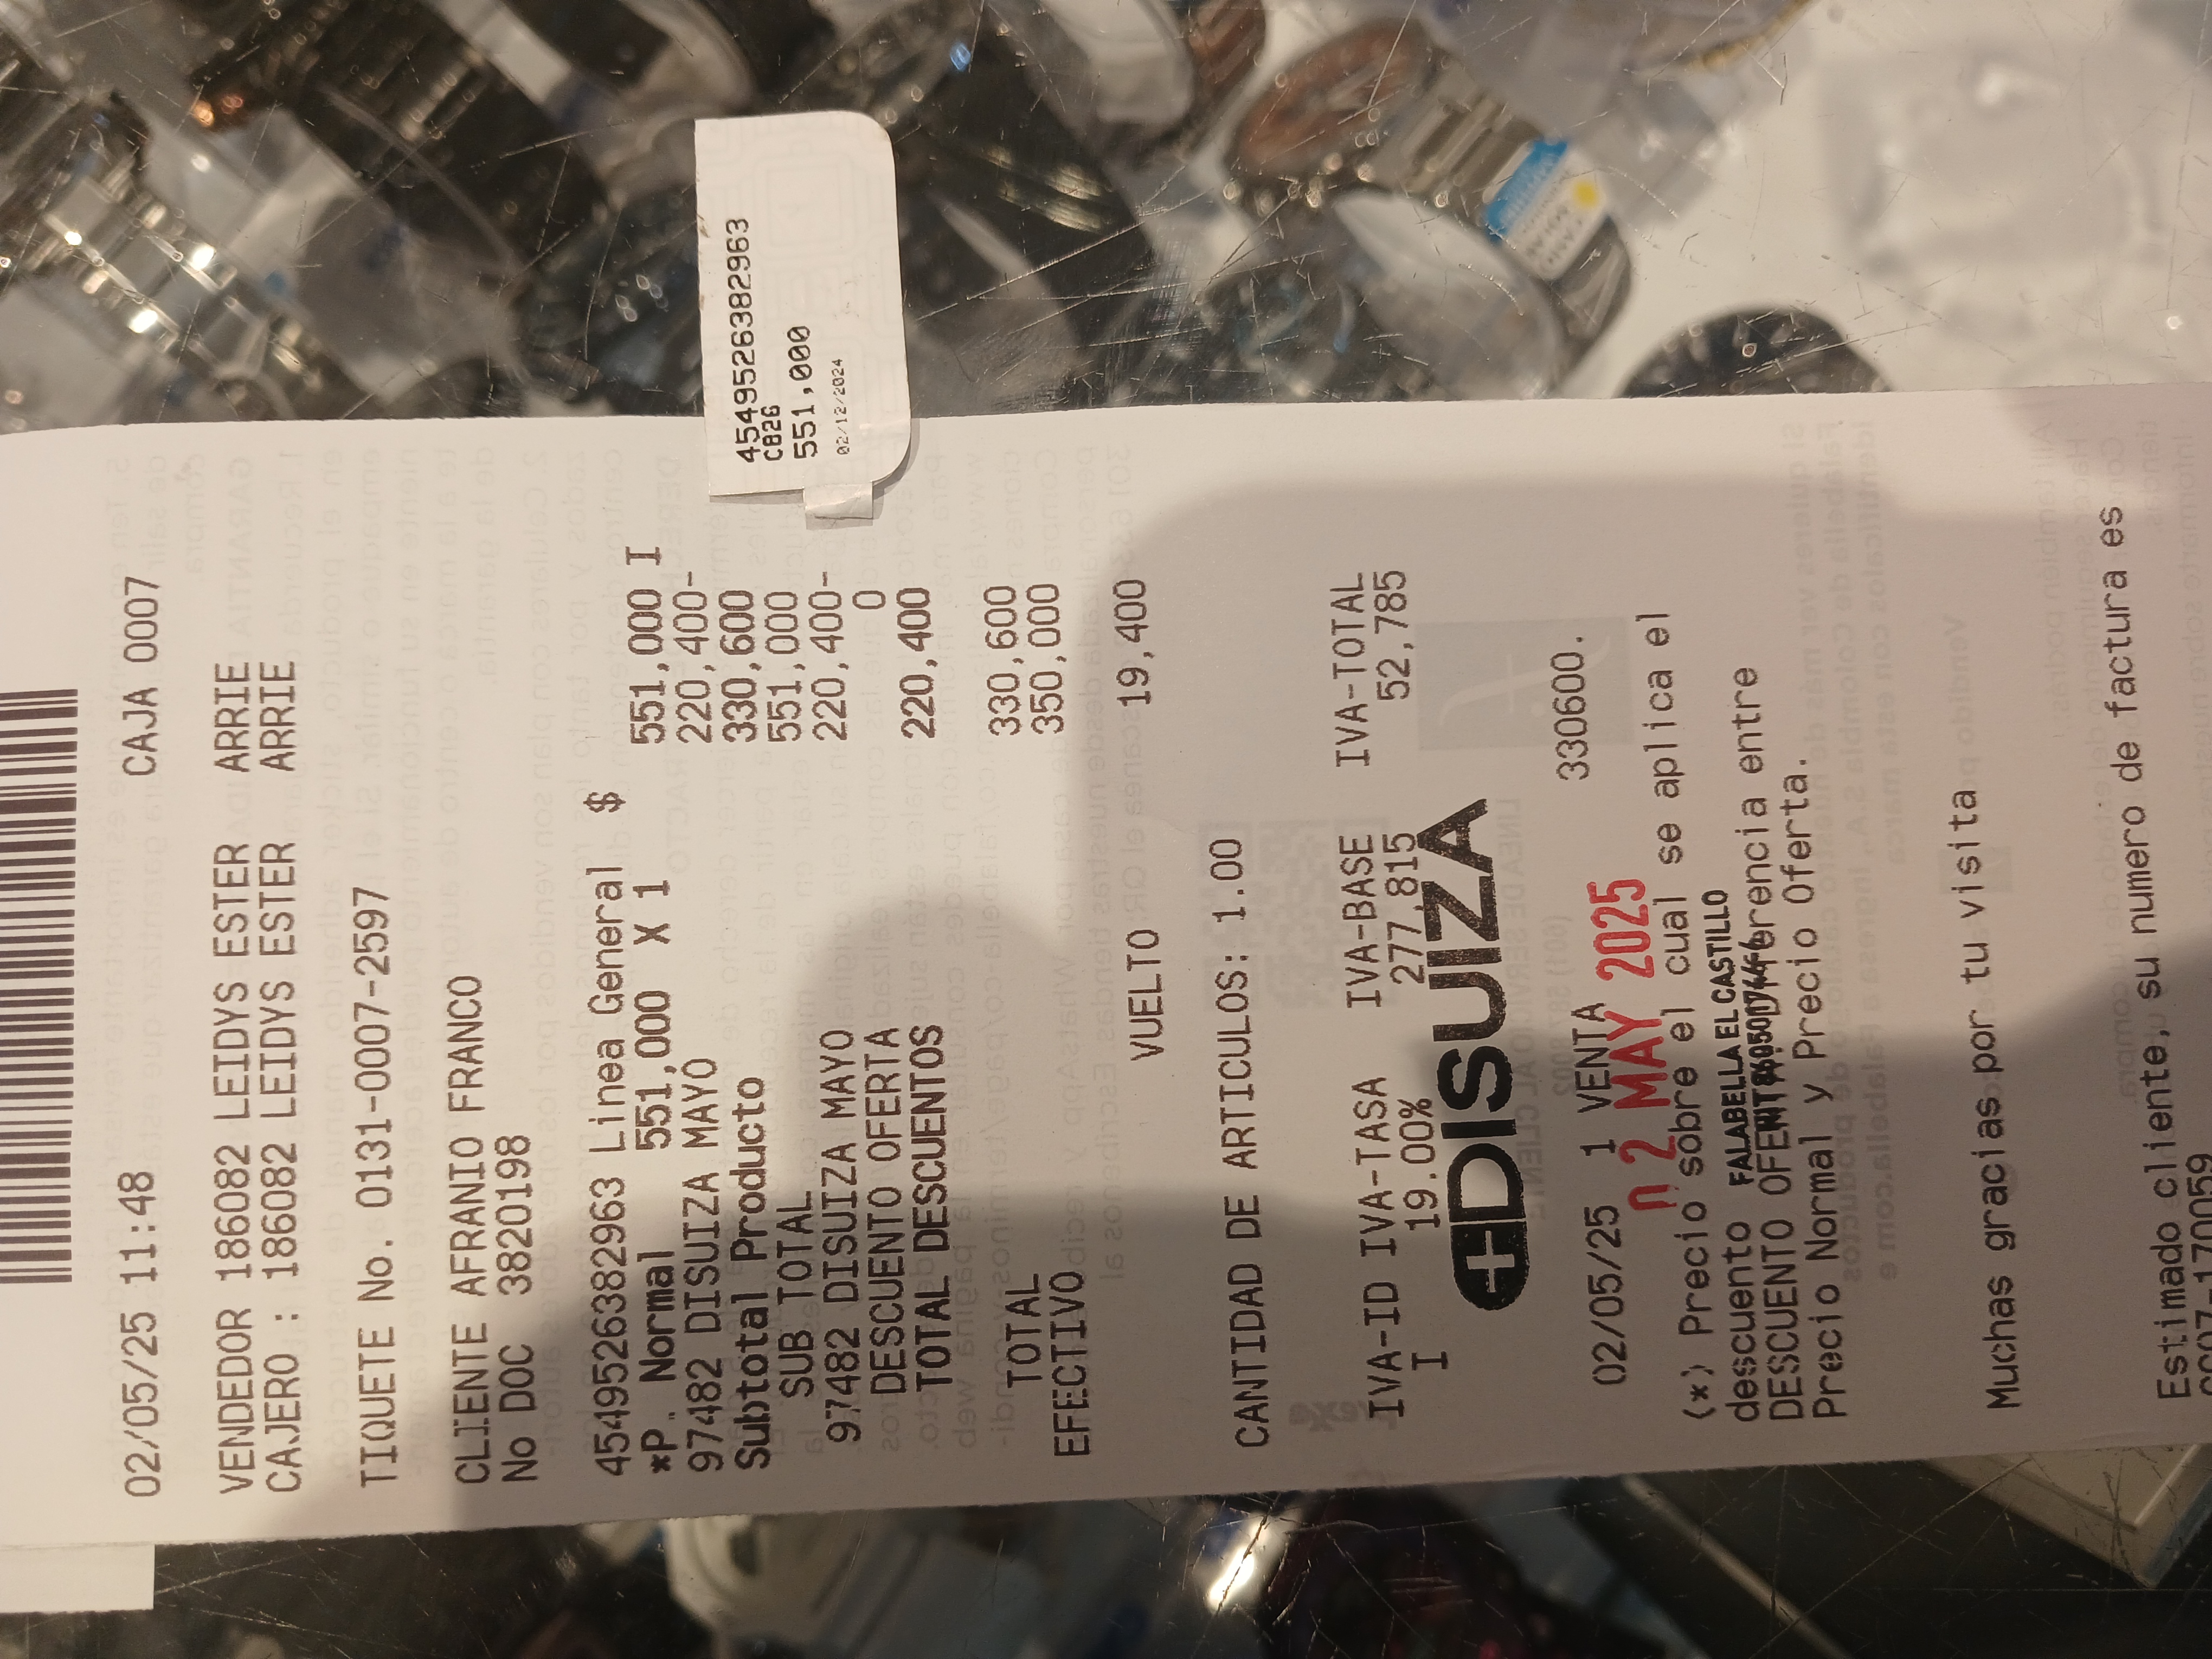 02/05/25 11:48 CAJA 0007
VENDEDOR 186082 LEIDYS ESTER ARRIE
CAJERO : 186082 LEIDYS ESTER ARRIE
TIQUETE No. 0131-0007-2597
CLIENTE AFRANIO FRANCO
No DOC 3820198
4549526382963 Linea General $
*P. Normal 551,000 X 1 551,000 I
97482 DISUIZA MAYO 220,400-
Subtotal Producto 330,600
SUB TOTAL 551,000
97482 DISUIZA MAYO 220,400-
DESCUENTO OFERTA 0
TOTAL DESCUENTOS 220,400
TOTAL 330,600
EFECTIVO 350,000
VUELTO 19,400
CANTIDAD DE ARTICULOS: 1.00
IVA-ID IVA-TASA IVA-BASE IVA-TOTAL
I 19.00% 277,815 52,785
DISUIZA
02/05/25 1 VENTA 330600.
2 MAY 2025
(*) Precio sobre el cual se aplica el
descuento
FALABELLA EL CASTILLO
DESCUENTO entre
Precio Normal y Precio Oferta.
Muchas gracias por tu visita
Estimado cliente, su numero de factura es
4549526382963
CB26
551,000
02/12/2024